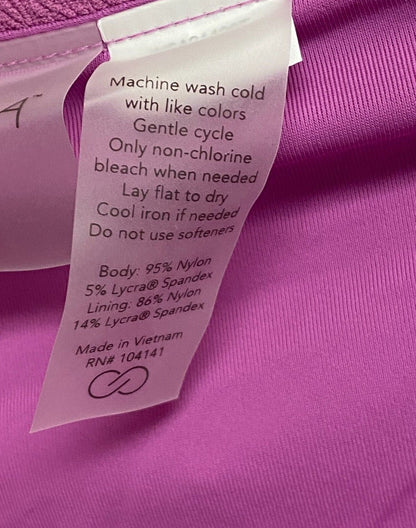 A™
Machine wash cold
with like colors
Gentle cycle
Only non-chlorine
bleach when needed
Lay flat to dry
Cool iron if needed
Do not use softeners
Body: 95% Nylon
5% Lycra® Spandex
Lining: 86% Nylon
14% Lycra® Spandex
Made in Vietnam
RN# 104141